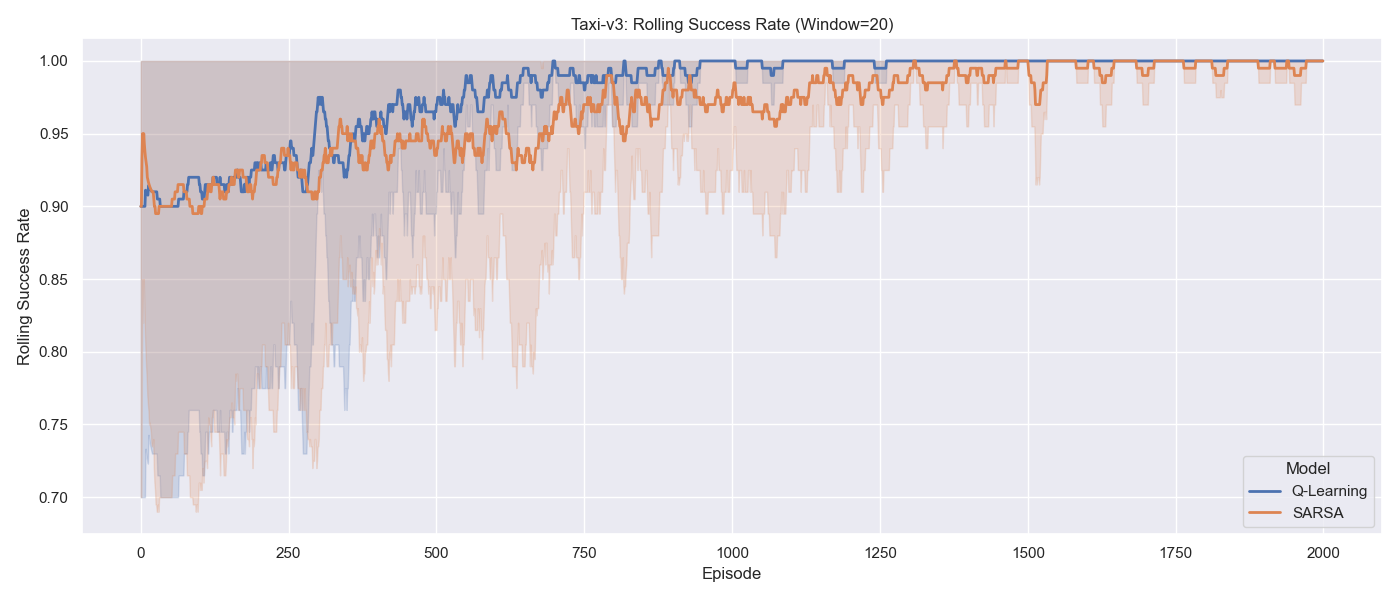 Taxi-v3: Rolling Success Rate (Window=20)
Rolling Success Rate
1.00
0.95
0.90
0.85
0.80
0.75
0.70
0 250 500 750 1000 1250 1500 1750 2000
Episode
Model
Q-Learning
SARSA